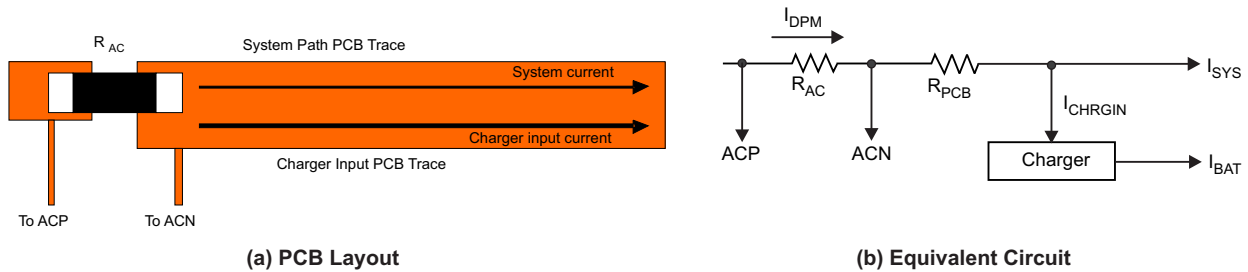 R AC
System Path PCB Trace
System current
Charger input current
Charger Input PCB Trace
To ACP
To ACN
(a) PCB Layout
IDPM
RAC
RPCB
ISYS
ICHRGIN
ACP
ACN
Charger
IBAT
(b) Equivalent Circuit